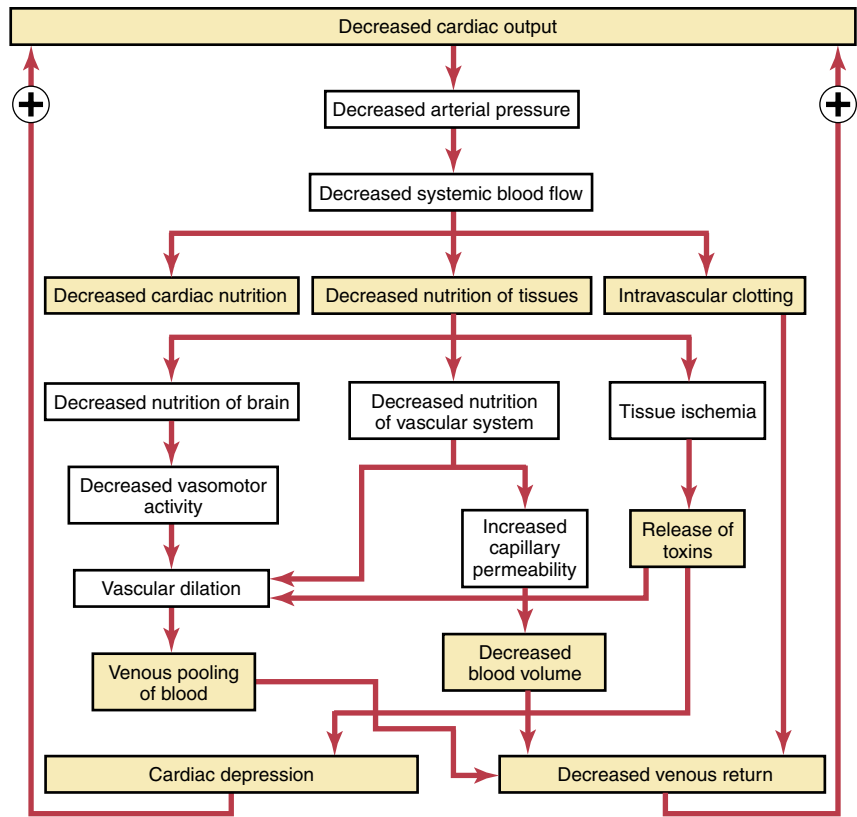 Decreased cardiac output
+
+
Decreased arterial pressure
Decreased systemic blood flow
Decreased cardiac nutrition
Decreased nutrition of tissues
Intravascular clotting
Decreased nutrition of brain
Decreased nutrition
of vascular system
Tissue ischemia
Decreased vasomotor
activity
Increased
capillary
permeability
Release of
toxins
Vascular dilation
Venous pooling
of blood
Decreased
blood volume
Cardiac depression
Decreased venous return